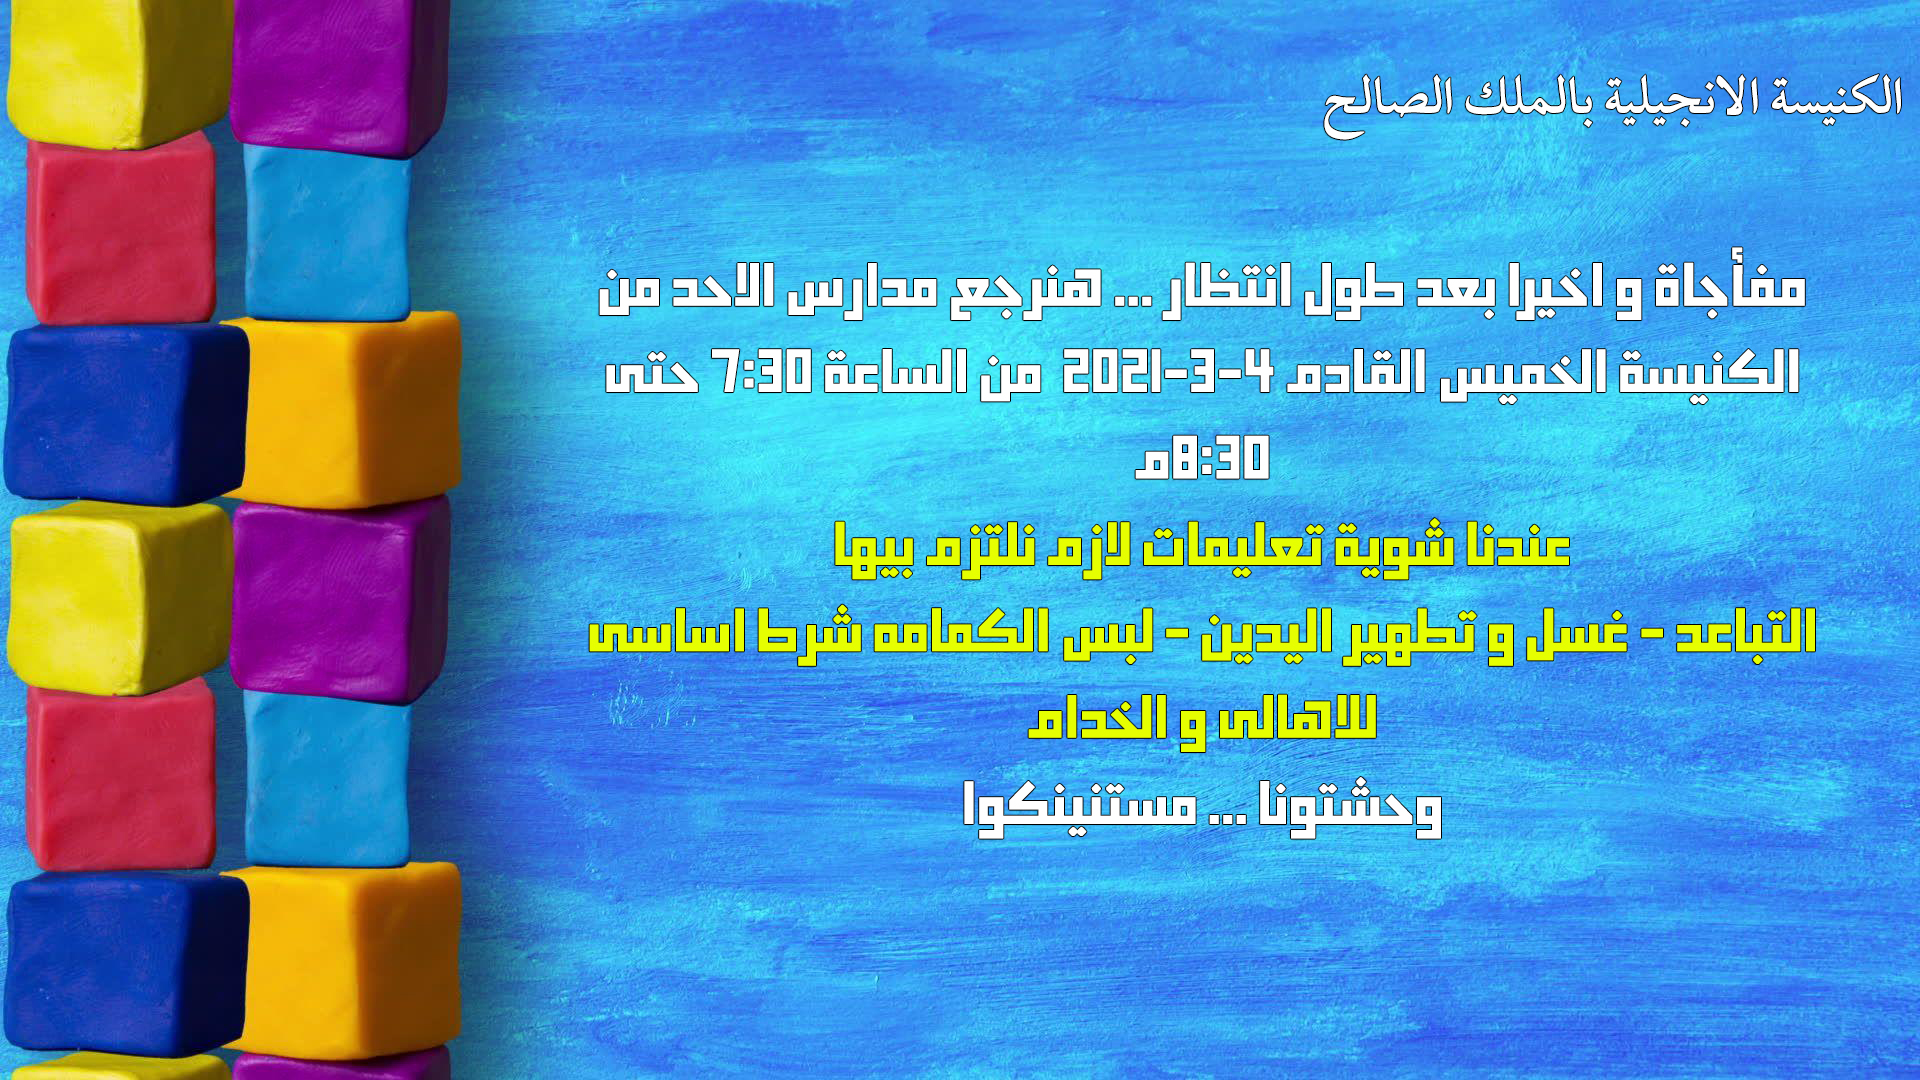 الكنيسة الانجيلية بالملك الصالح
مفأجاة و اخيرا بعد طول انتظار ... هنرجع مدارس الاحد من
الكنيسة الخميس القادم 4-3-2021 من الساعة 7:30 حتى
8:30م
عندنا شوية تعليمات لازم نلتزم بيها
التباعد - غسل و تطهير اليدين - لبس الكمامه شرط اساسى
للاهالى و الخدام
وحشتونا ... مستنينكوا